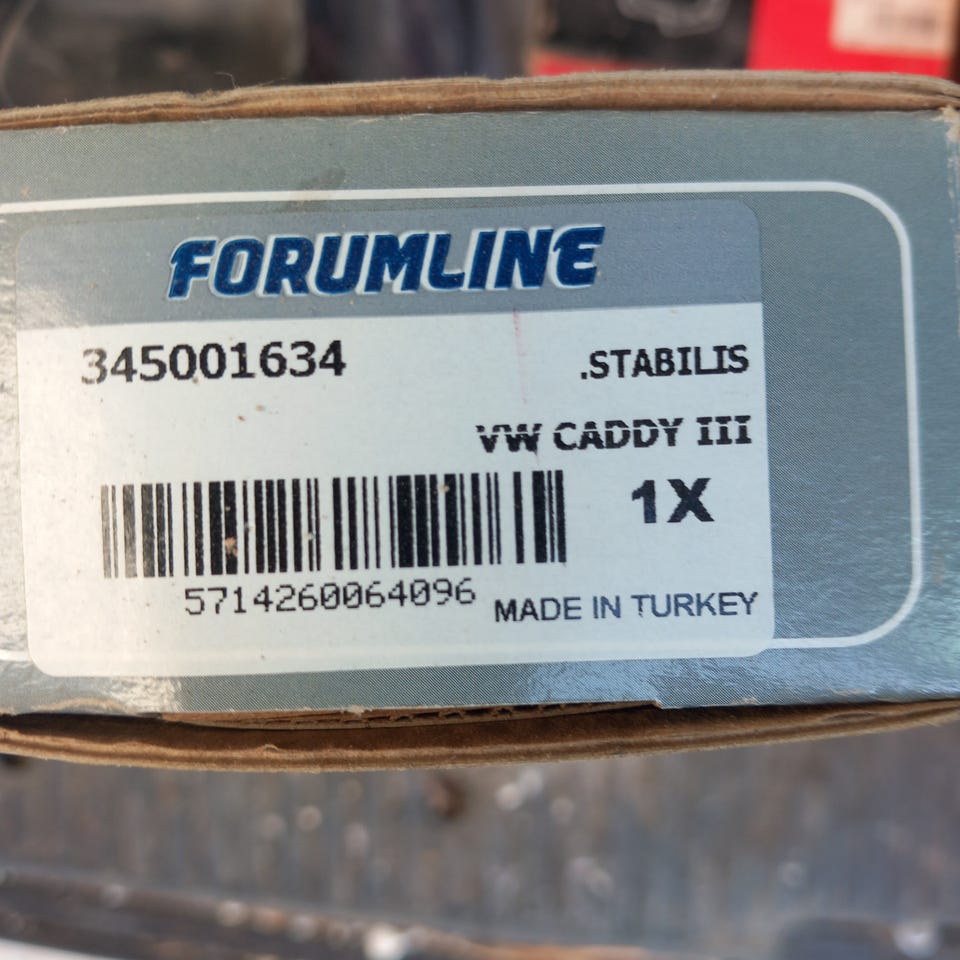 FORUMLINE
345001634 .STABILIS
VW CADDY III
1X
5714260064096 MADE IN TURKEY